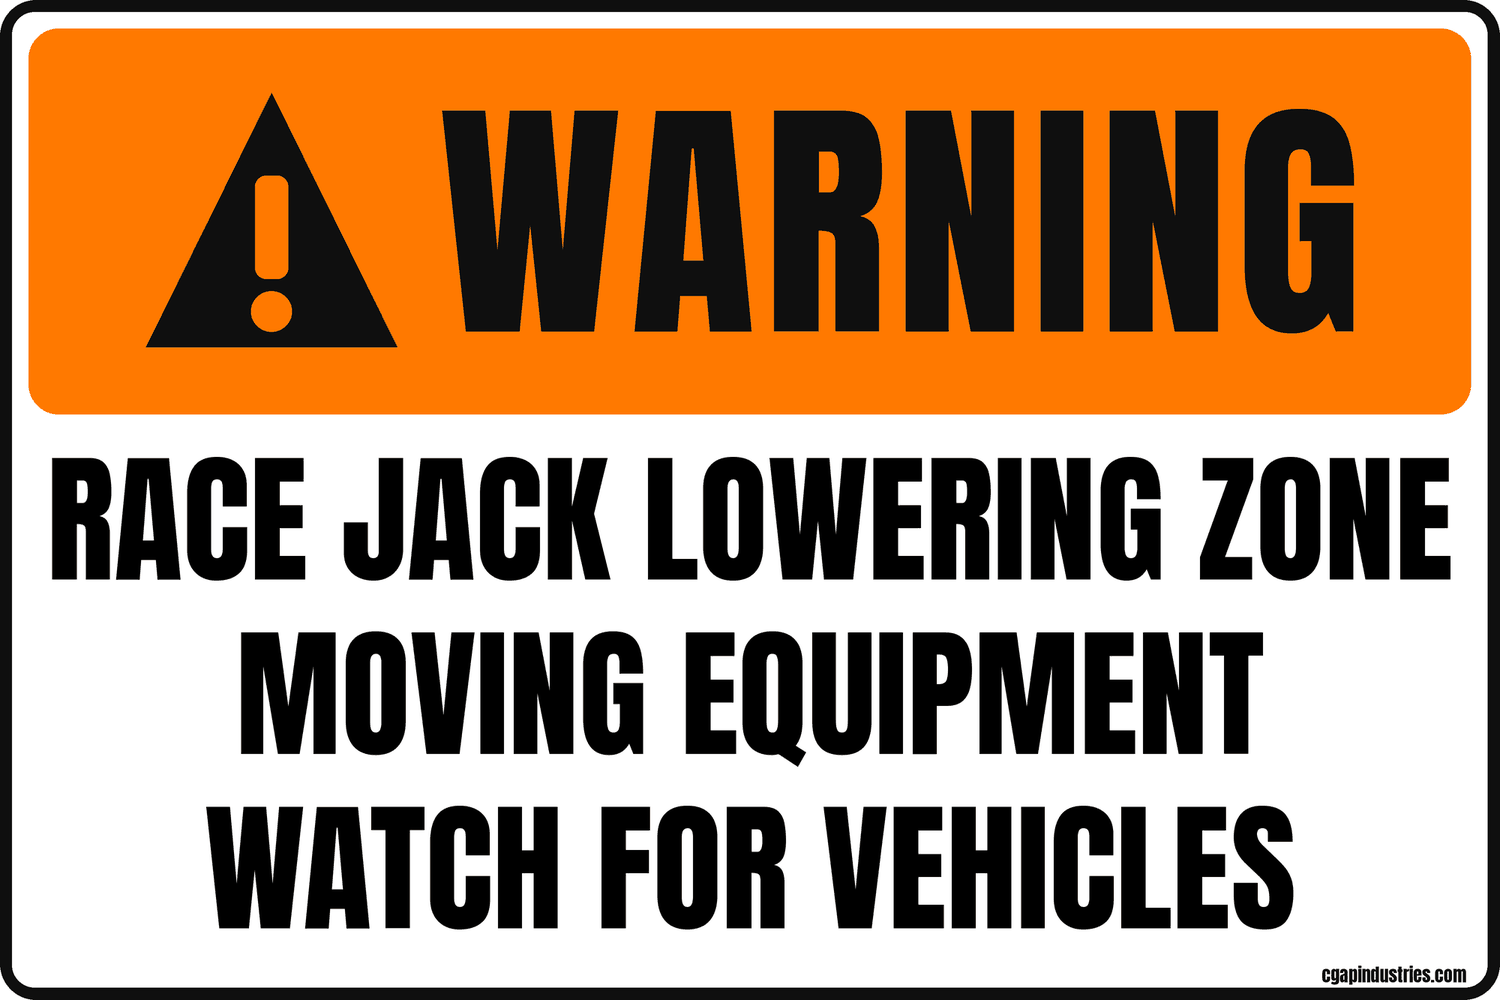 WARNING
RACE JACK LOWERING ZONE
MOVING EQUIPMENT
WATCH FOR VEHICLES
cgapindustries.com